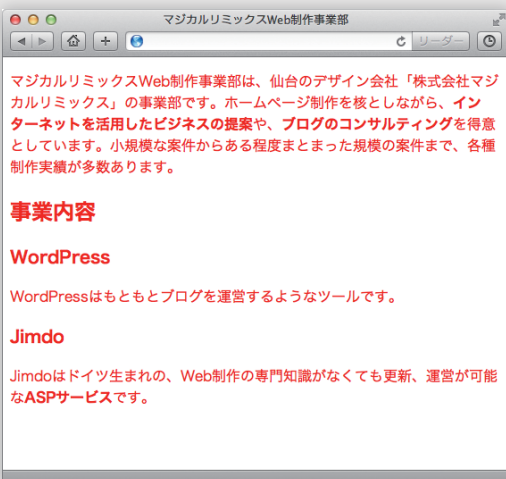 マジカルリミックスWeb制作事業部
リーダー
マジカルリミックスWeb制作事業部は、仙台のデザイン会社「株式会社マジ
カルリミックス」の事業部です。ホームページ制作を核としながら、イン
ターネットを活用したビジネスの提案や、ブログのコンサルティングを得意
としています。小規模な案件からある程度まとまった規模の案件まで、各種
制作実績が多数あります。
事業内容
WordPress
WordPressはもともとブログを運営するようなツールです。
Jimdo
Jimdoはドイツ生まれの、Web制作の専門知識がなくても更新、運営が可能
なASPサービスです。